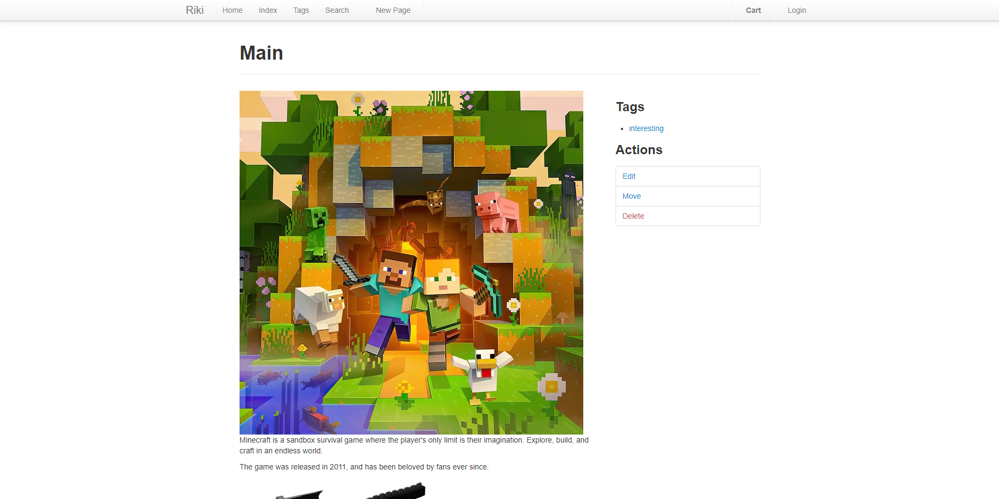 Riki Home Index Tags Search New Page Cart Login
Main
Tags
interesting
Actions
Edit
Move
Delete
Minecraft is a sandbox survival game where the player's only limit is their imagination. Explore, build, and
craft in an endless world.
The game was released in 2011, and has been beloved by fans ever since.